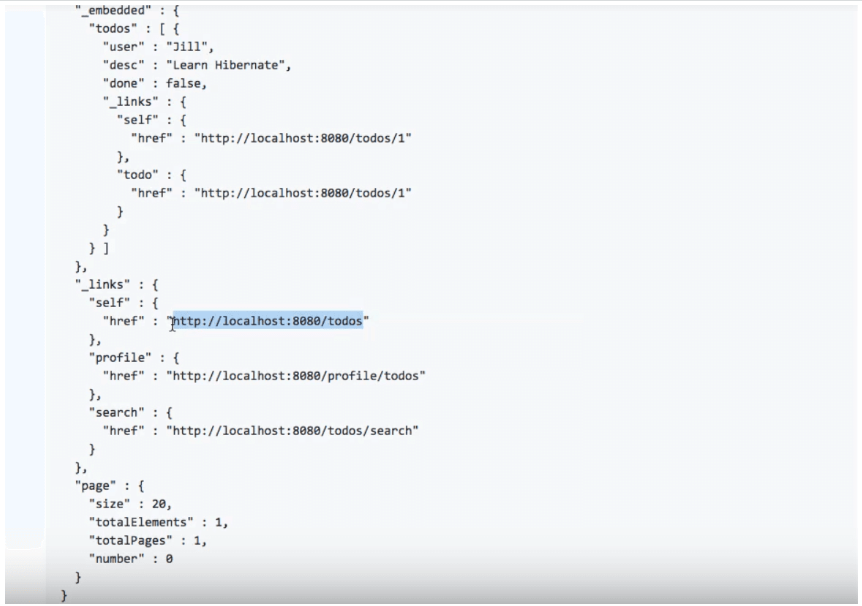 "_embedded" : {
"todos" : [ {
"user" : "Jill",
"desc" : "Learn Hibernate",
"done" : false,
"_links" : {
"self" : {
"href" : "http://localhost:8080/todos/1"
},
"todo" : {
"href" : "http://localhost:8080/todos/1"
}
}
} ]
},
"_links" : {
"self" : {
"href" : "http://localhost:8080/todos"
},
"profile" : {
"href" : "http://localhost:8080/profile/todos"
},
"search" : {
"href" : "http://localhost:8080/todos/search"
}
},
"page" : {
"size" : 20,
"totalElements" : 1,
"totalPages" : 1,
"number" : 0
}
}